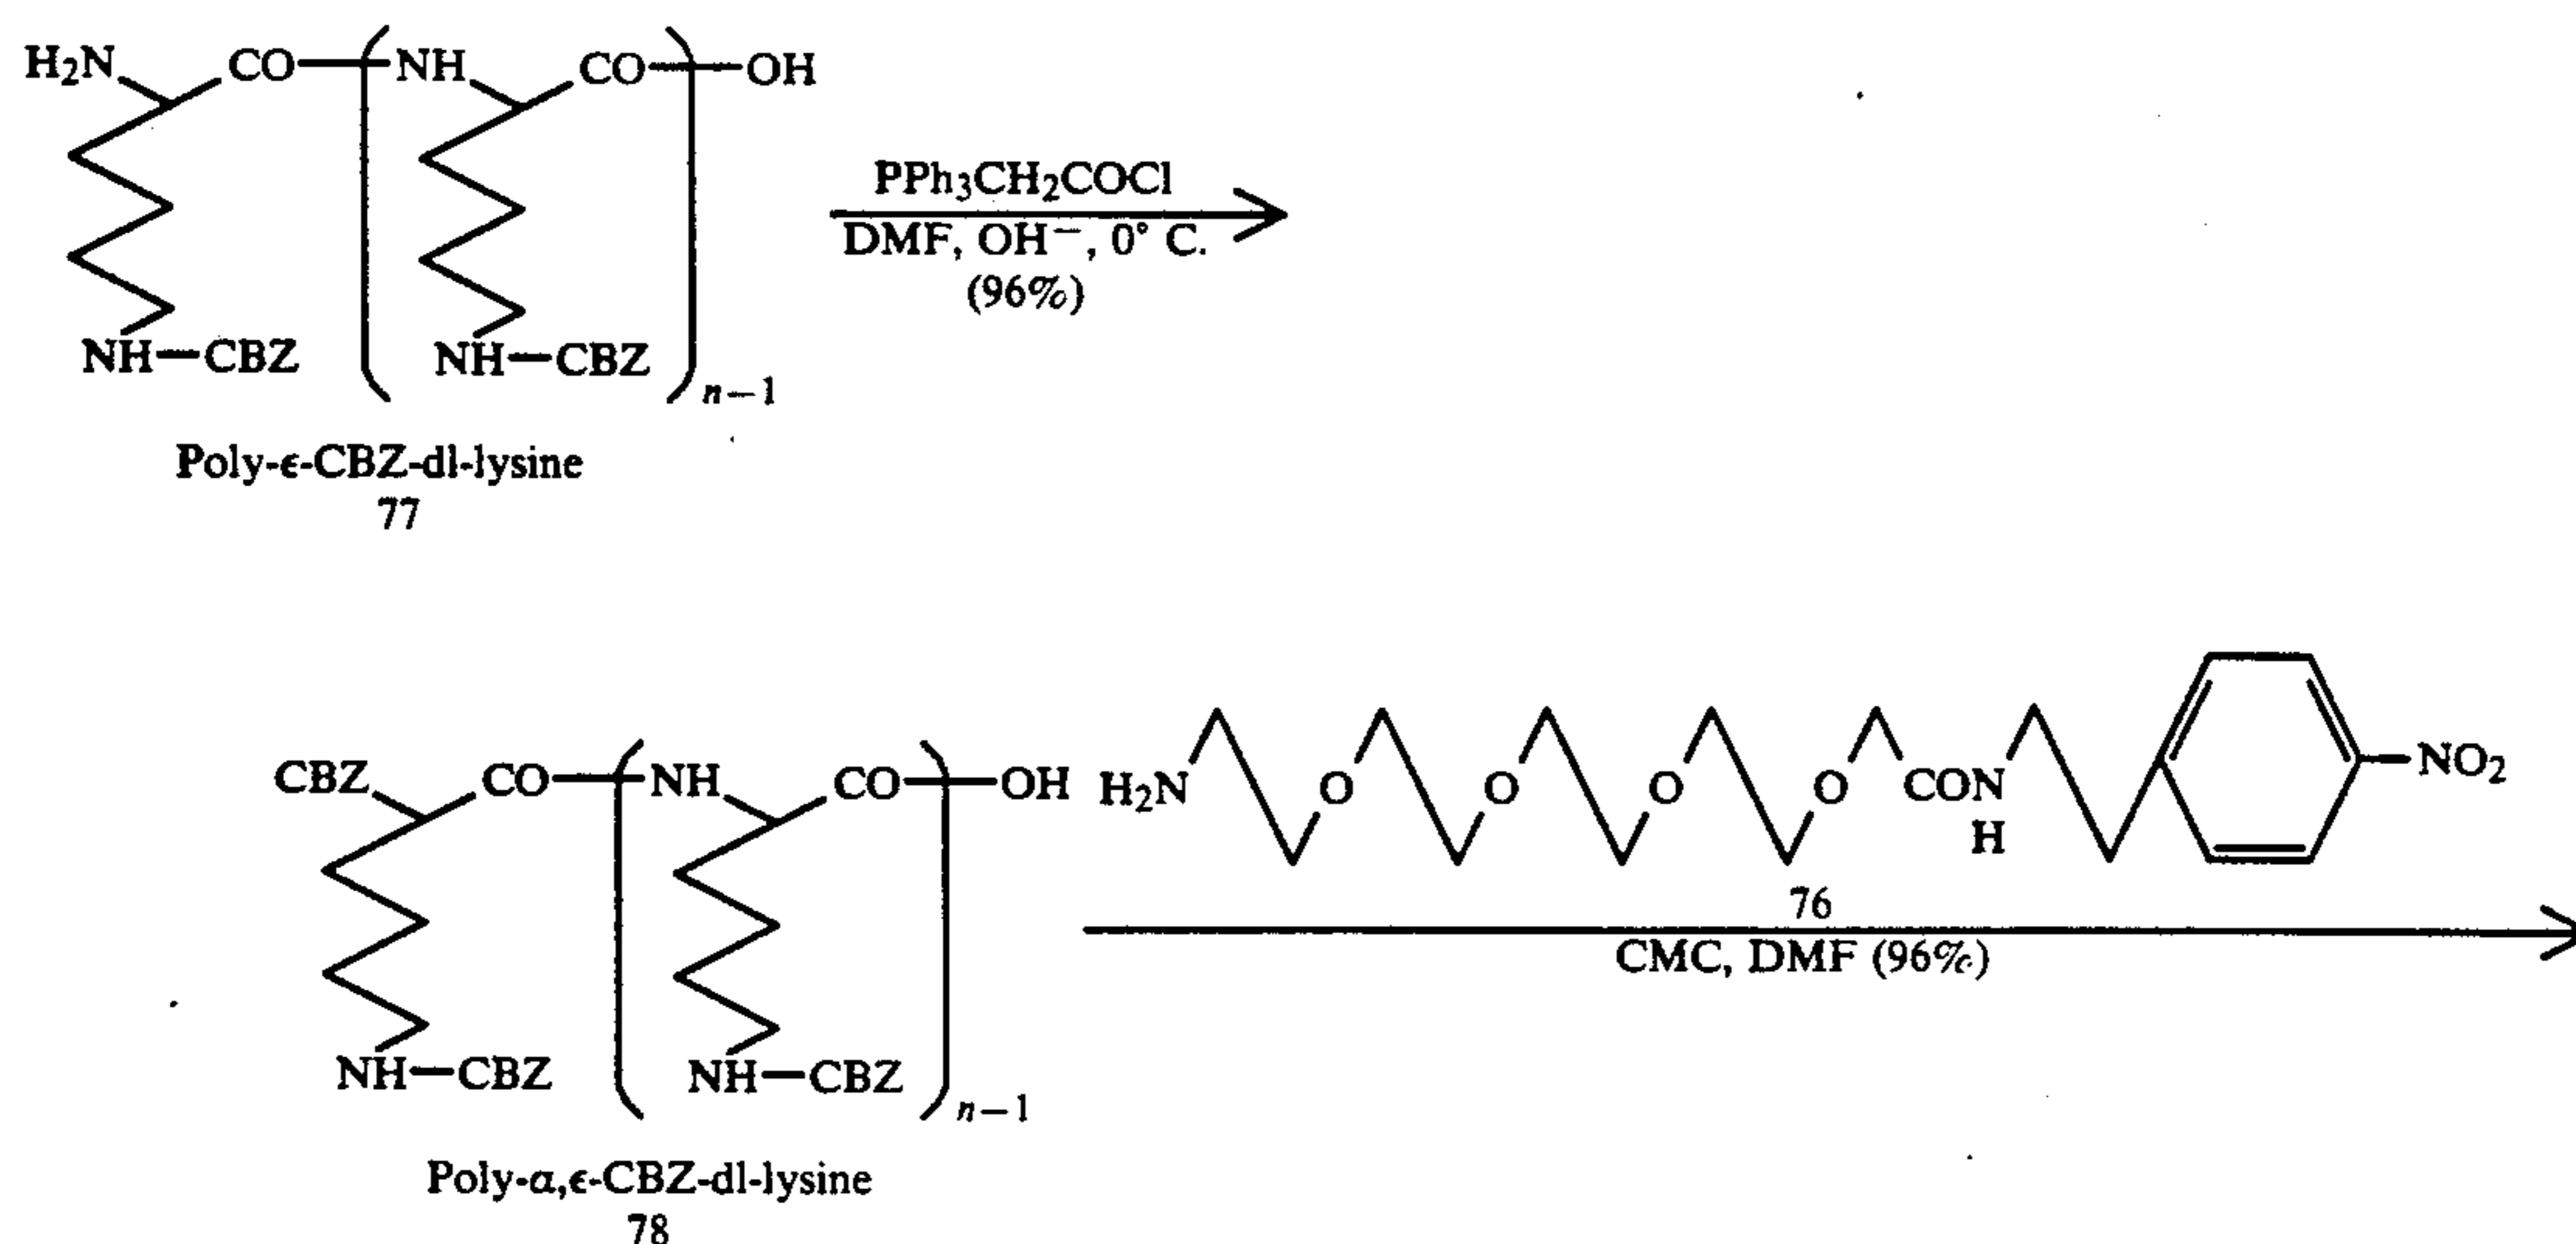 H₂N CO NH CO OH
PPh₃CH₂COCl
DMF, OH⁻, 0° C.
(96%)
NH—CBZ NH—CBZ
n−1
Poly-ϵ-CBZ-dl-lysine
77
CBZ CO NH CO OH H₂N O O O O CON NO₂
H
76
CMC, DMF (96%)
NH—CBZ NH—CBZ
n−1
Poly-α,ϵ-CBZ-dl-lysine
78